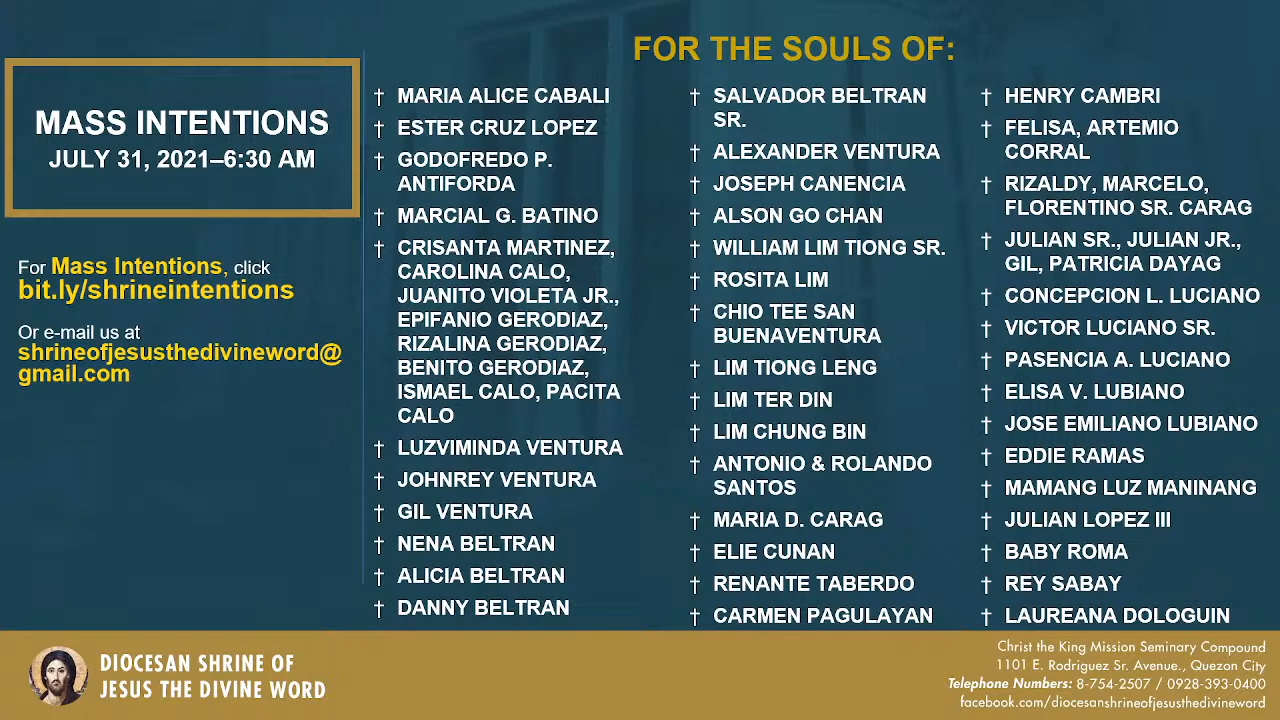 MASS INTENTIONS
JULY 31, 2021–6:30 AM
For Mass Intentions, click
bit.ly/shrineintentions
Or e-mail us at
shrineofjesusthedivineword@
gmail.com
FOR THE SOULS OF:
† MARIA ALICE CABALI
† ESTER CRUZ LOPEZ
† GODOFREDO P.
ANTIFORDA
† MARCIAL G. BATINO
† CRISANTA MARTINEZ,
CAROLINA CALO,
JUANITO VIOLETA JR.,
EPIFANIO GERODIAZ,
RIZALINA GERODIAZ,
BENITO GERODIAZ,
ISMAEL CALO, PACITA
CALO
† LUZVIMINDA VENTURA
† JOHNREY VENTURA
† GIL VENTURA
† NENA BELTRAN
† ALICIA BELTRAN
† DANNY BELTRAN
† SALVADOR BELTRAN
SR.
† ALEXANDER VENTURA
† JOSEPH CANENCIA
† ALSON GO CHAN
† WILLIAM LIM TIONG SR.
† ROSITA LIM
† CHIO TEE SAN
BUENAVENTURA
† LIM TIONG LENG
† LIM TER DIN
† LIM CHUNG BIN
† ANTONIO & ROLANDO
SANTOS
† MARIA D. CARAG
† ELIE CUNAN
† RENANTE TABERDO
† CARMEN PAGULAYAN
† HENRY CAMBRI
† FELISA, ARTEMIO
CORRAL
† RIZALDY, MARCELO,
FLORENTINO SR. CARAG
† JULIAN SR., JULIAN JR.,
GIL, PATRICIA DAYAG
† CONCEPCION L. LUCIANO
† VICTOR LUCIANO SR.
† PASENCIA A. LUCIANO
† ELISA V. LUBIANO
† JOSE EMILIANO LUBIANO
† EDDIE RAMAS
† MAMANG LUZ MANINANG
† JULIAN LOPEZ III
† BABY ROMA
† REY SABAY
† LAUREANA DOLOGUIN
DIOCESAN SHRINE OF
JESUS THE DIVINE WORD
Christ the King Mission Seminary Compound
1101 E. Rodriguez Sr. Avenue., Quezon City
Telephone Numbers: 8-754-2507 / 0928-393-0400
facebook.com/diocesanshrineofjesusthedivineword